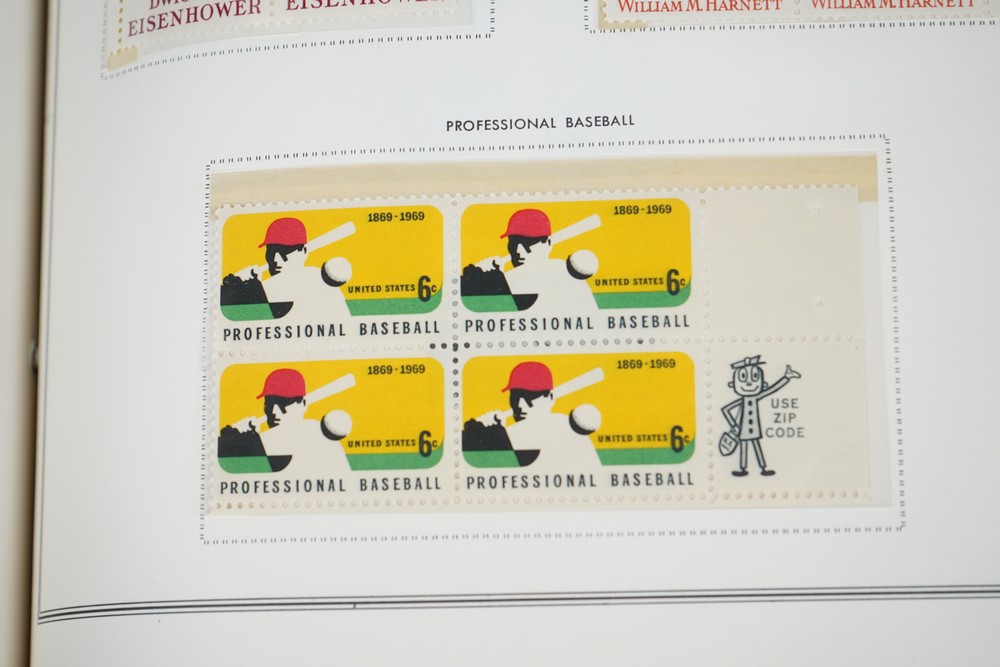 EISENHOWER EISENHOWER
WILLIAM M. HARNETT WILLIAM M. HARNETT
PROFESSIONAL BASEBALL
1869-1969
UNITED STATES 6c
PROFESSIONAL BASEBALL
1869-1969
UNITED STATES 6c
PROFESSIONAL BASEBALL
1869-1969
UNITED STATES 6c
PROFESSIONAL BASEBALL
1869-1969
UNITED STATES 6c
PROFESSIONAL BASEBALL
USE
ZIP
CODE